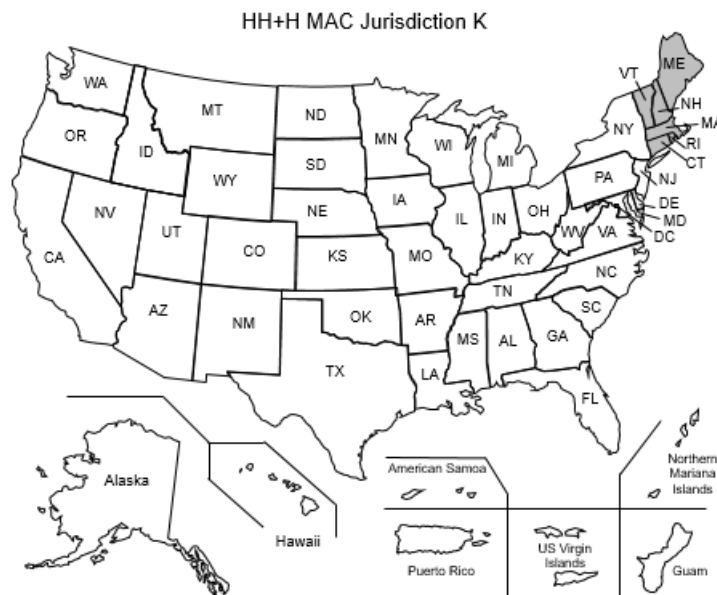 HH+H MAC Jurisdiction K
WA
MT
ND
MN
VT
ME
NH
MA
RI
CT
OR
ID
WY
SD
WI
MI
NY
NJ
PA
DE
MD
DC
NV
UT
CO
NE
IA
IL
IN
OH
WV
VA
CA
KS
MO
KY
NC
AZ
NM
OK
AR
TN
SC
TX
LA
MS
AL
GA
FL
Alaska
Hawaii
American Samoa
Northern
Mariana
Islands
Puerto Rico
US Virgin
Islands
Guam